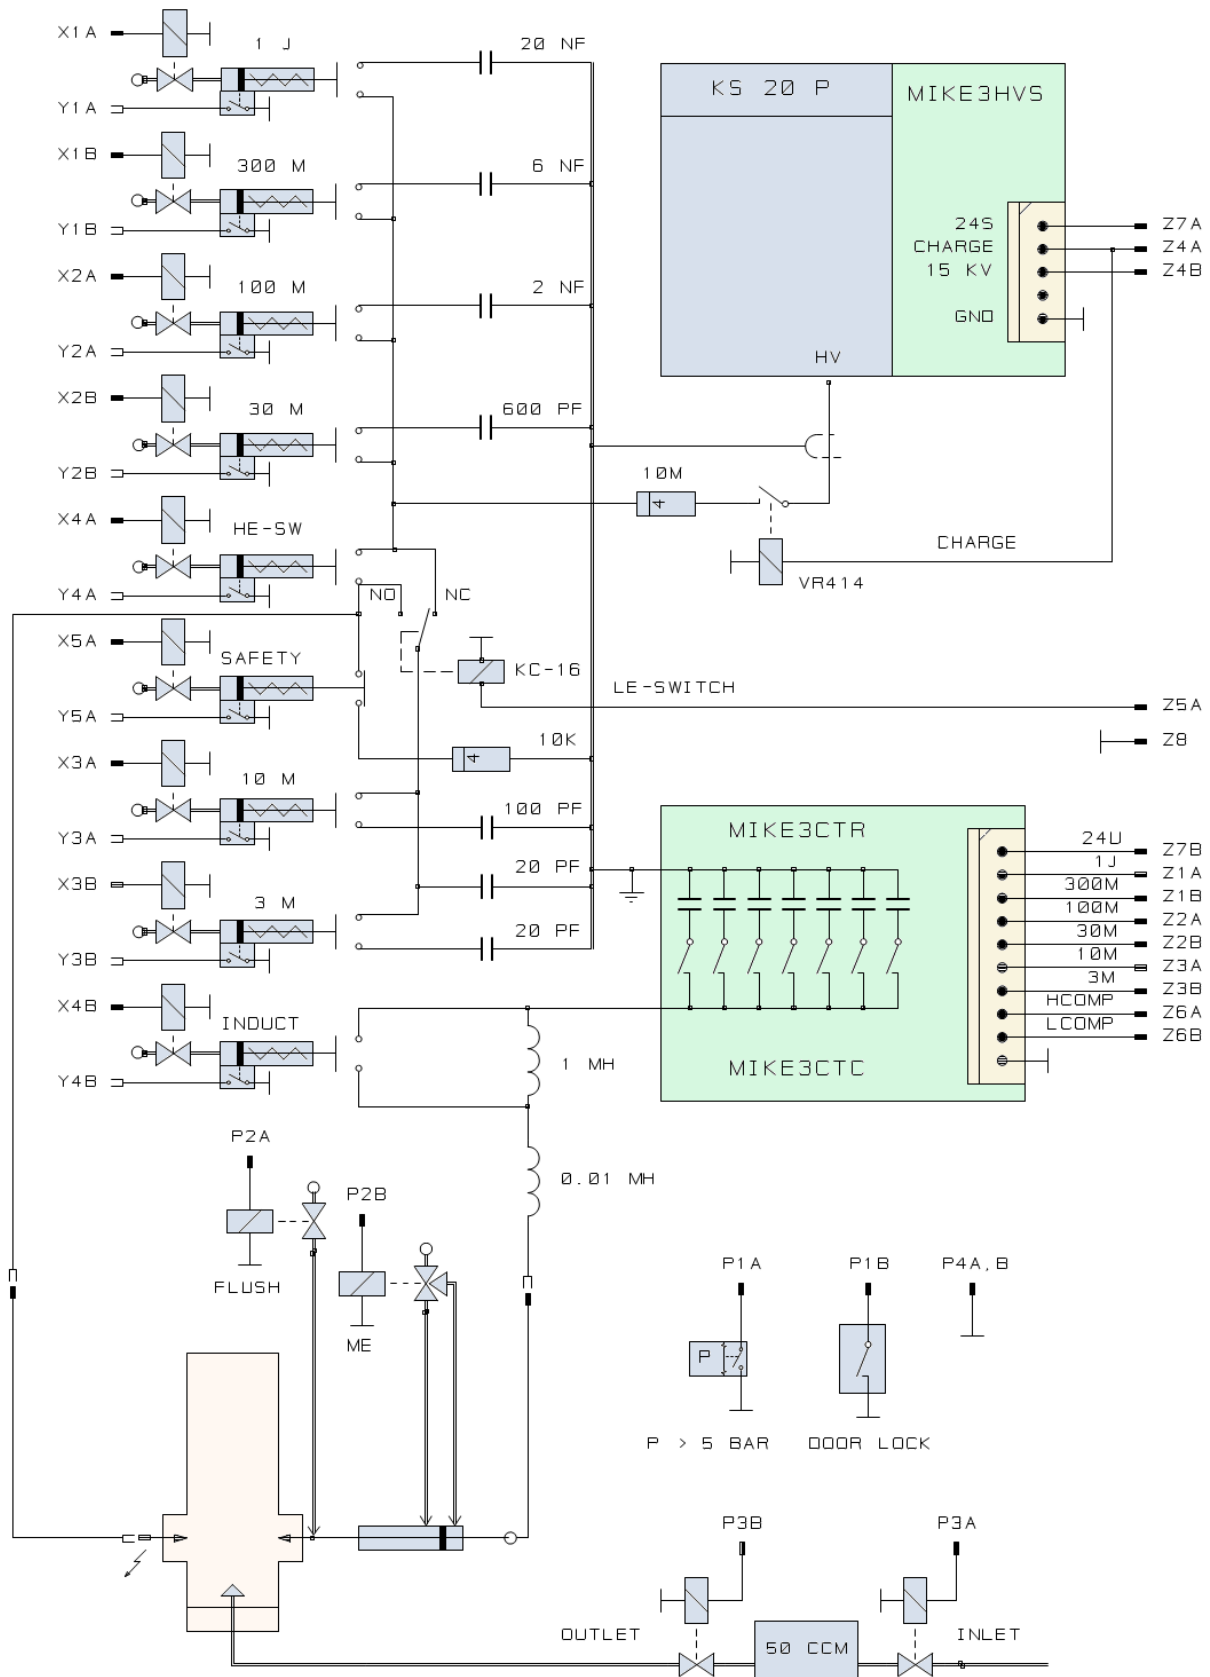 X1A
1 J
20 NF
KS 20 P
MIKE3HVS
Y1A
X1B
300 M
6 NF
Y1B
24S
Z7A
CHARGE
Z4A
15 KV
Z4B
GND
X2A
100 M
2 NF
Y2A
HV
X2B
30 M
600 PF
Y2B
10M
4
X4A
HE-SW
CHARGE
VR414
Y4A
NO
NC
X5A
SAFETY
KC-16
LE-SWITCH
Y5A
Z5A
Z8
10K
4
X3A
10 M
100 PF
Y3A
MIKE3CTR
24U
Z7B
1J
Z1A
300M
Z1B
100M
Z2A
30M
Z2B
10M
Z3A
3M
Z3B
HCOMP
Z6A
LCOMP
Z6B
X3B
20 PF
3 M
20 PF
Y3B
X4B
INDUCT
1 MH
MIKE3CTC
Y4B
P2A
P2B
0.01 MH
FLUSH
ME
P1A
P1B
P4A,B
P
P > 5 BAR
DOOR LOCK
P3B
P3A
OUTLET
50 CCM
INLET